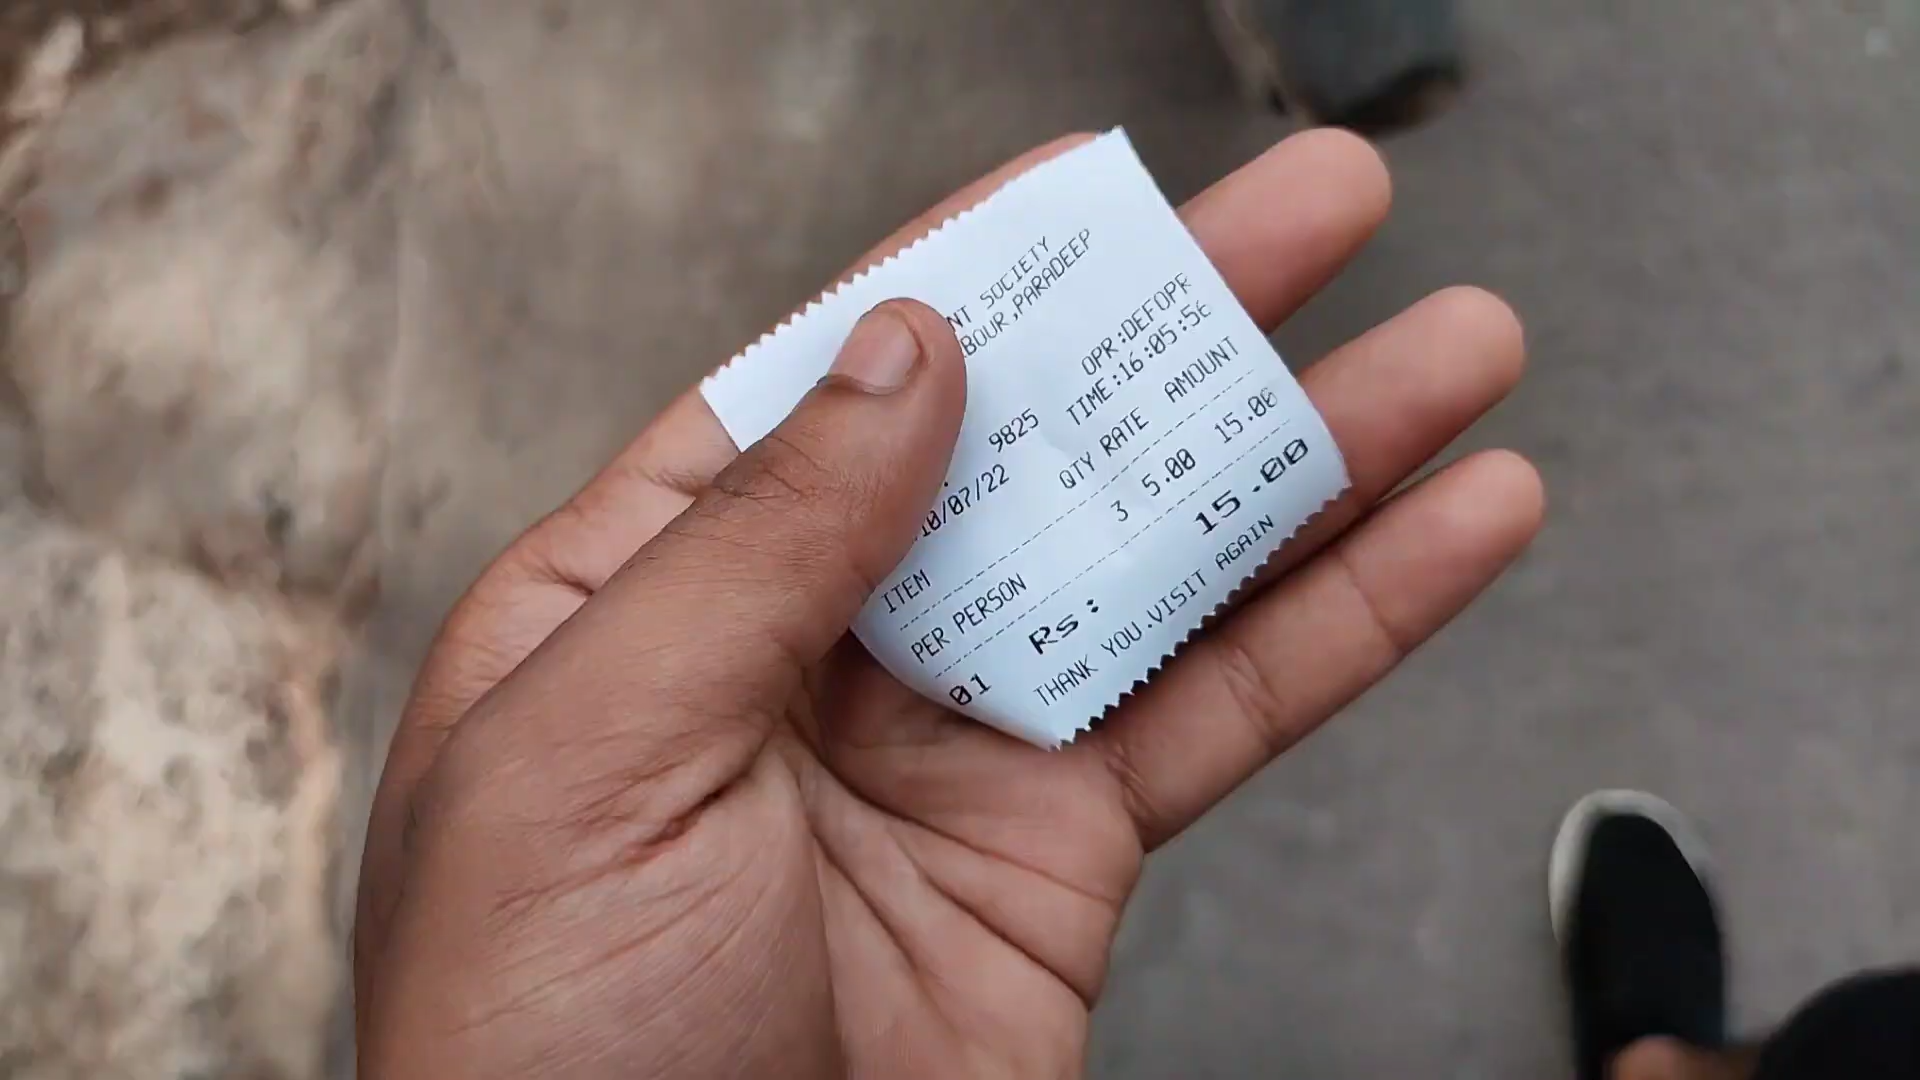 NT SOCIETY
BOUR,PARADEEP
OPR:DEFOPR
9825 TIME:16:05:56
10/07/22
ITEM QTY RATE AMOUNT
PER PERSON 3 5.00 15.00
01 Rs: 15.00
THANK YOU.VISIT AGAIN